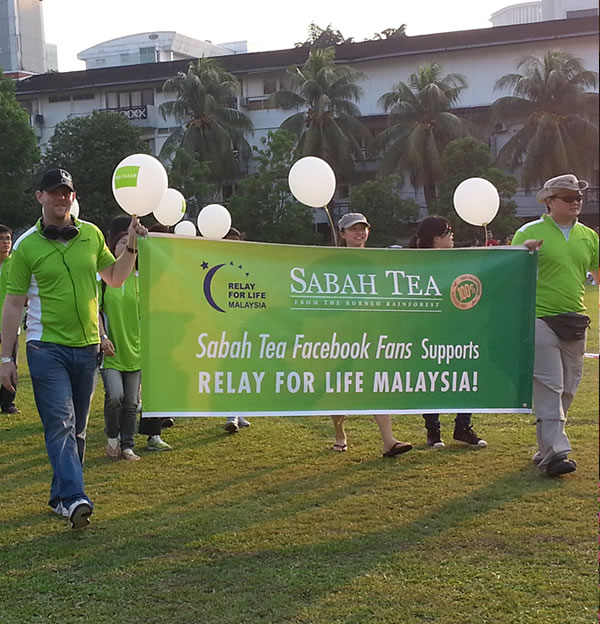 RELAY
FOR LIFE
MALAYSIA
SABAH TEA
FROM THE BORNEO RAINFOREST
100%
Sabah Tea Facebook Fans Supports
RELAY FOR LIFE MALAYSIA!